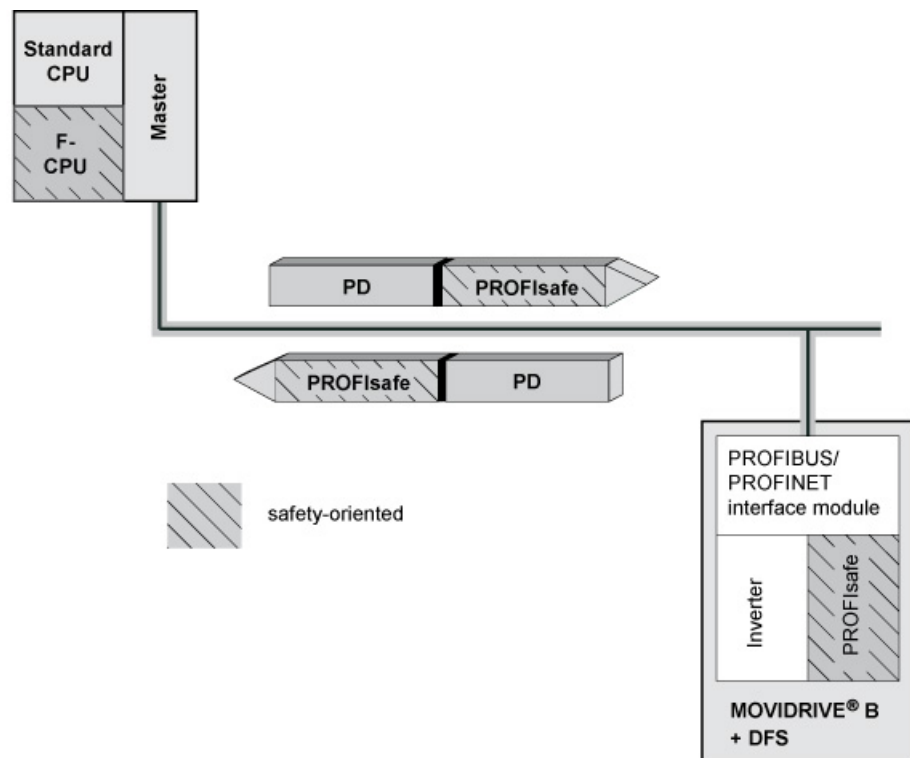 Standard
CPU
F-
CPU
Master
PD
PROFIsafe
PROFIsafe
PD
safety-oriented
PROFIBUS/
PROFINET
interface module
Inverter
PROFIsafe
MOVIDRIVE® B
+ DFS